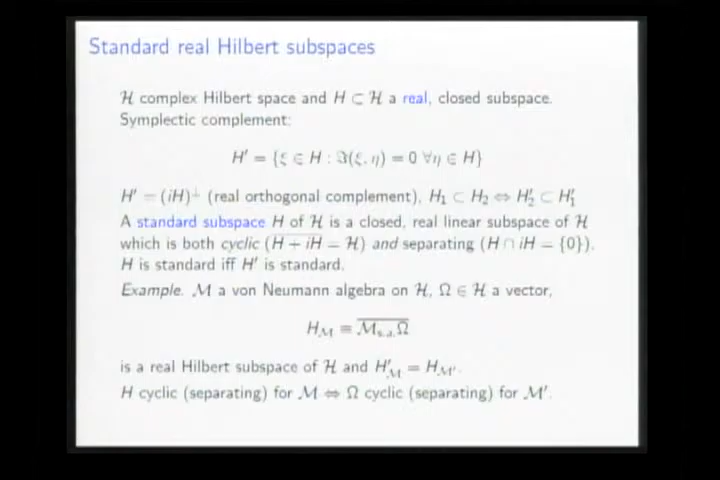 Standard real Hilbert subspaces
ℋ complex Hilbert space and H ⊂ ℋ a real, closed subspace.
Symplectic complement:
H′ = {ξ ∈ H : ℑ(ξ, η) = 0 ∀η ∈ H}
H′ = (iH)⊥ (real orthogonal complement), H₁ ⊂ H₂ ⇔ H′₂ ⊂ H′₁
A standard subspace H of ℋ is a closed, real linear subspace of ℋ
which is both cyclic (H + iH = ℋ) and separating (H ∩ iH = {0}).
H is standard iff H′ is standard.
Example. ℳ a von Neumann algebra on ℋ, Ω ∈ ℋ a vector,
H_ℳ ≡ \overline{ℳ_{s.a.}Ω}
is a real Hilbert subspace of ℋ and H′_ℳ = H_{ℳ′}.
H cyclic (separating) for ℳ ⇔ Ω cyclic (separating) for ℳ′.